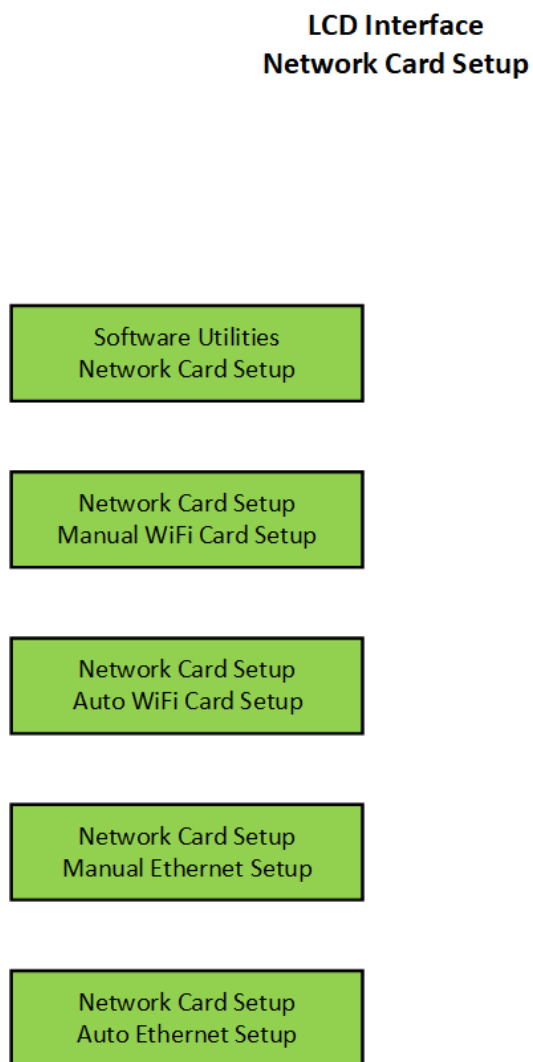 LCD Interface
Network Card Setup
Software Utilities
Network Card Setup
Network Card Setup
Manual WiFi Card Setup
Network Card Setup
Auto WiFi Card Setup
Network Card Setup
Manual Ethernet Setup
Network Card Setup
Auto Ethernet Setup